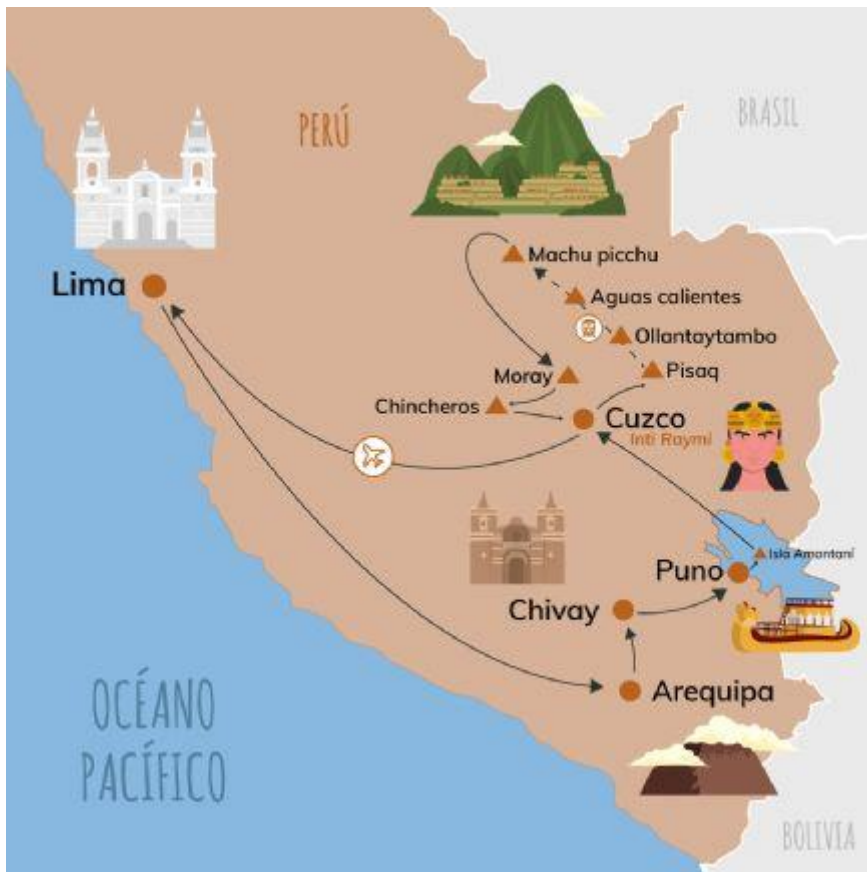 BRASIL
PERÚ
Machu picchu
Lima
Aguas calientes
Ollantaytambo
Moray
Pisaq
Chincheros
Cuzco
Inti Raymi
Isla Amantaní
Puno
Chivay
Arequipa
OCÉANO
PACÍFICO
BOLIVIA